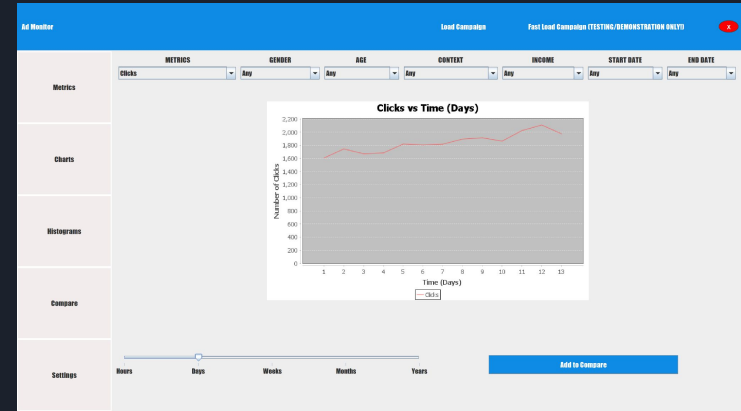 Ad Monitor
Load Campaign
Fast Load Campaign (TESTING/DEMONSTRATION ONLY!)
X
METRICS GENDER AGE CONTEXT INCOME START DATE END DATE
Clicks Any Any Any Any Any Any
Metrics
Charts
Histograms
Compare
Settings
Clicks vs Time (Days)
Number of Clicks
2,200
2,000
1,800
1,600
1,400
1,200
1,000
800
600
400
200
0
1 2 3 4 5 6 7 8 9 10 11 12 13
Time (Days)
Clicks
Hours Days Weeks Months Years
Add to Compare